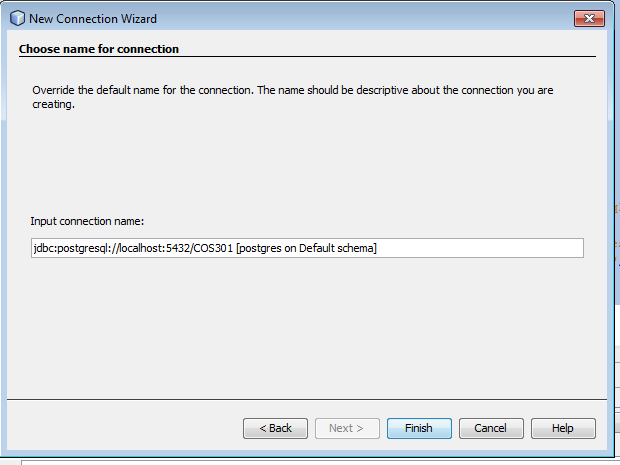 New Connection Wizard
Choose name for connection
Override the default name for the connection. The name should be descriptive about the connection you are
creating.
Input connection name:
jdbc:postgresql://localhost:5432/COS301 [postgres on Default schema]
< Back
Next >
Finish
Cancel
Help